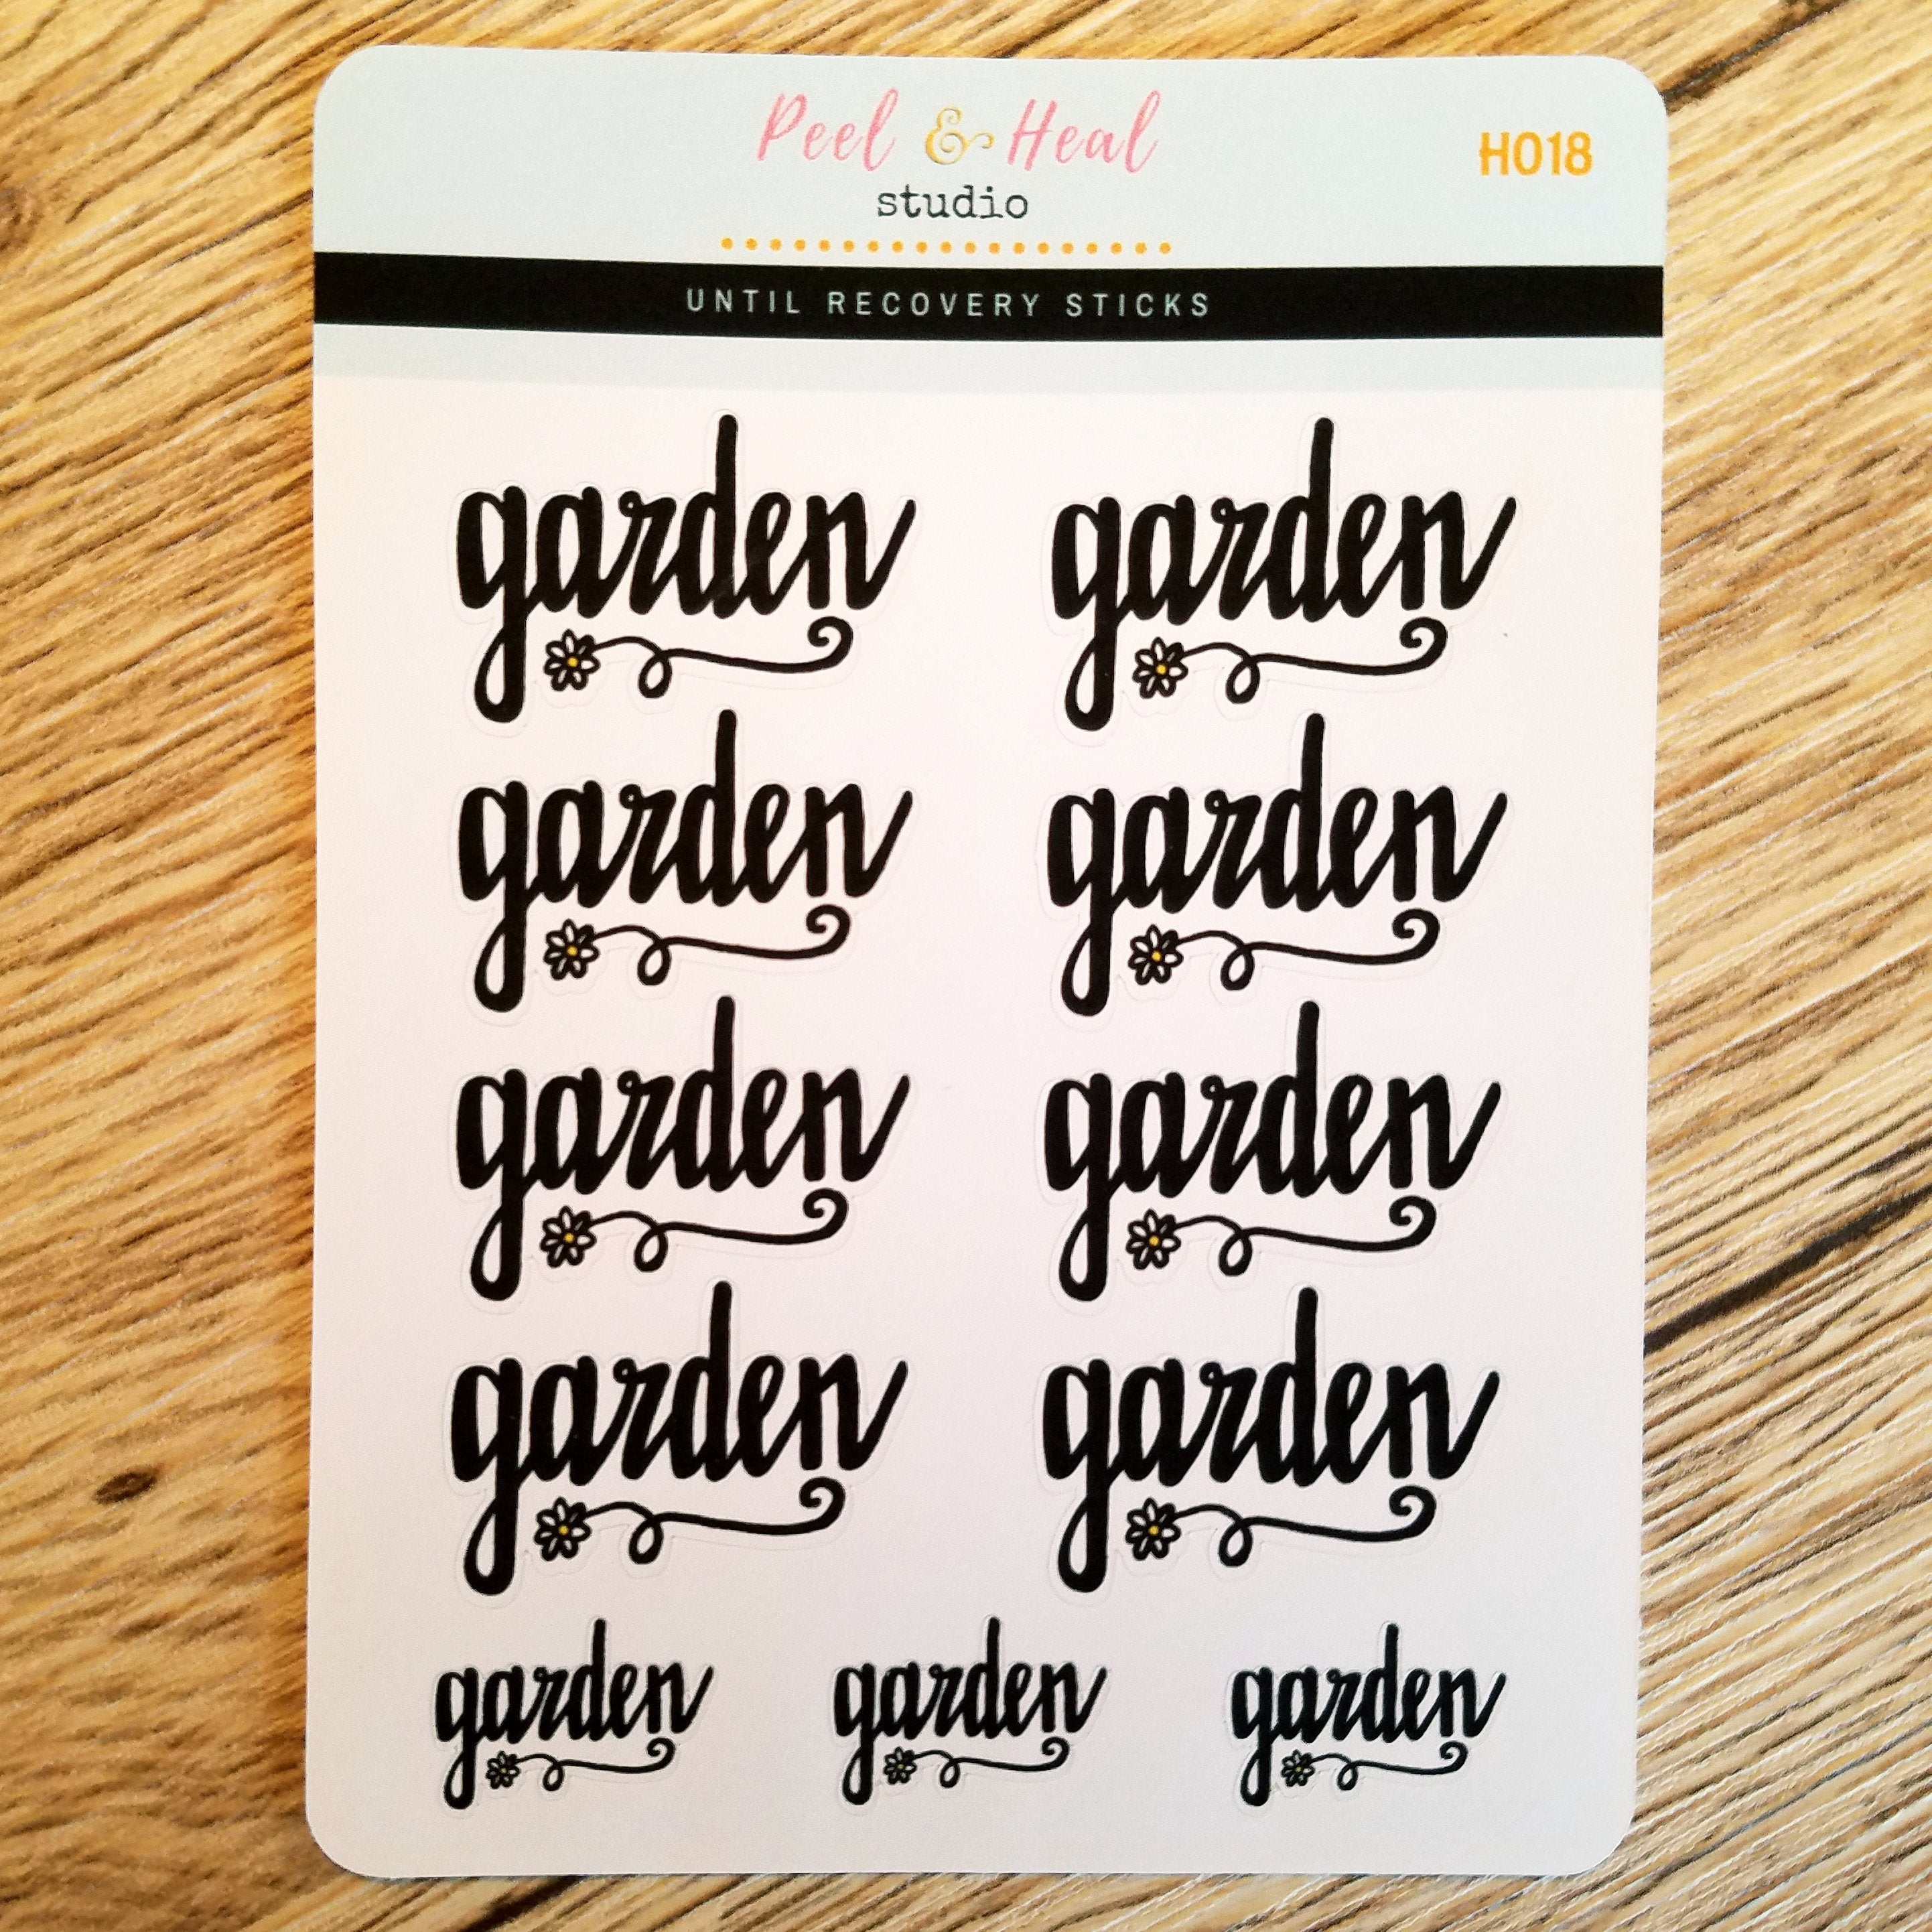 Peel & Heal
studio
H018
UNTIL RECOVERY STICKS
garden garden
garden garden
garden garden
garden garden
garden garden garden